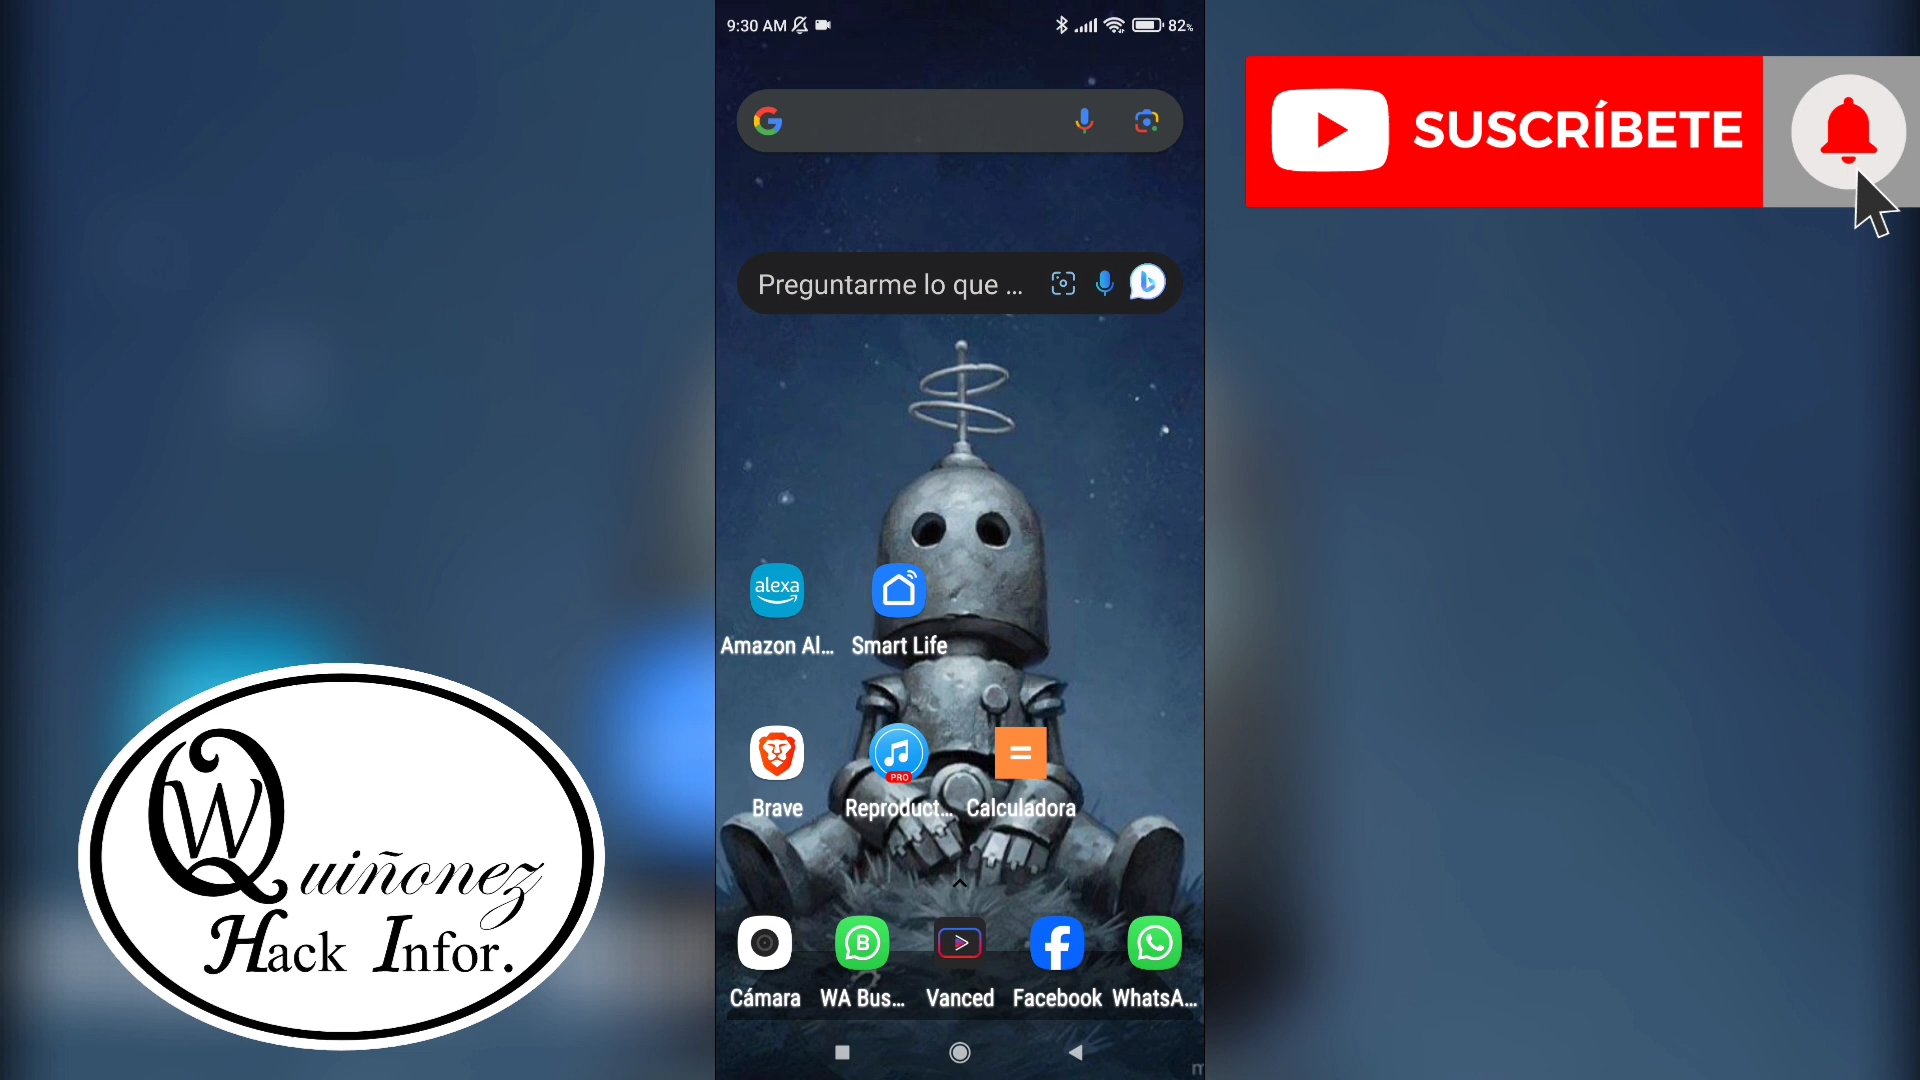 9:30 AM
82%
Preguntarme lo que ...
SUSCRÍBETE
alexa
Amazon Al...
Smart Life
PRO
Brave
Reproduct...
Calculadora
Quiñonez
W
Hack Infor.
B
Cámara
WA Bus...
Vanced
Facebook
WhatsA...
m